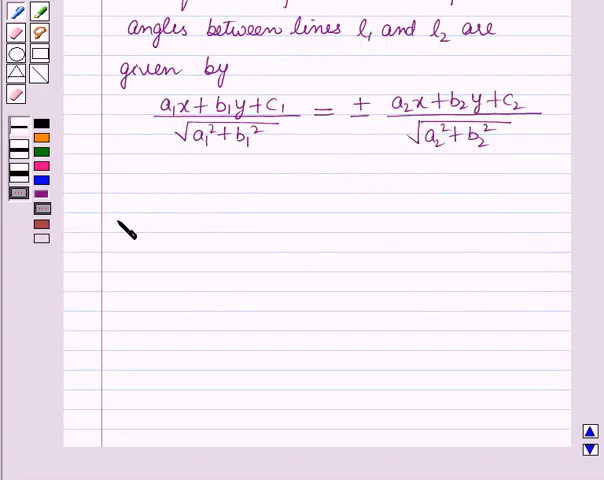 angles between lines l₁ and l₂ are
given by
a₁x + b₁y + c₁ / √a₁² + b₁² = ± a₂x + b₂y + c₂ / √a₂² + b₂²